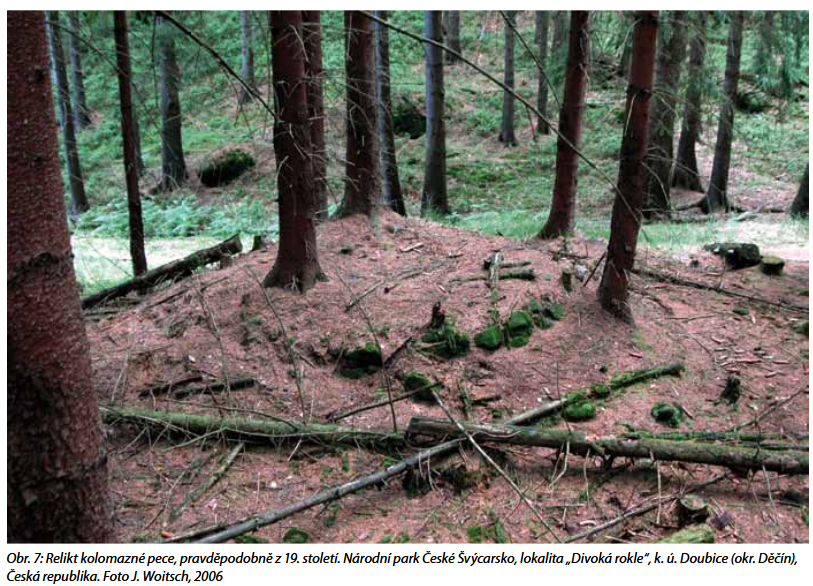 Obr. 7: Relikt kolomazné pece, pravděpodobně z 19. století. Národní park České Švýcarsko, lokalita „Divoká rokle“, k. ú. Doubice (okr. Děčín),
Česká republika. Foto J. Woitsch, 2006